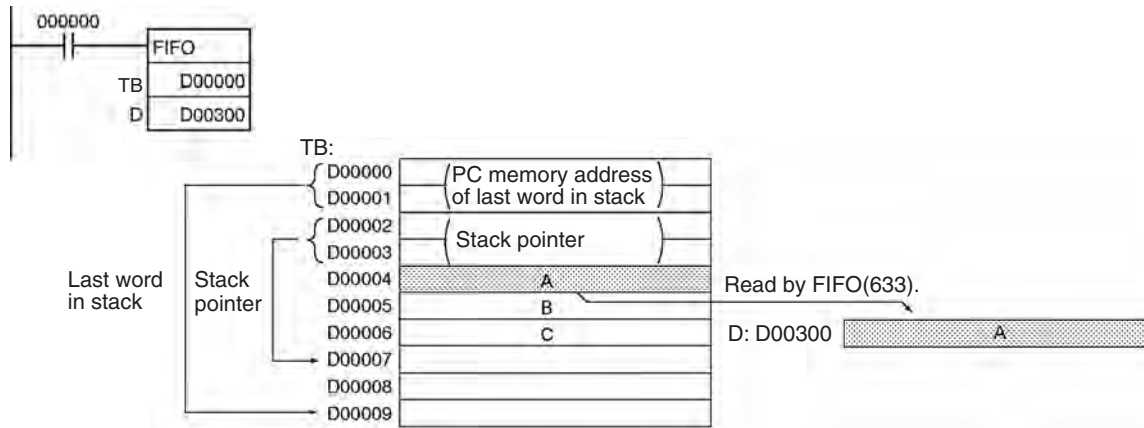 000000
FIFO
TB D00000
D D00300
TB:
D00000
D00001
PC memory address
of last word in stack
D00002
D00003
Stack pointer
Last word
in stack
Stack
pointer
D00004 A
Read by FIFO(633).
D00005 B
D00006 C
D: D00300 A
D00007
D00008
D00009